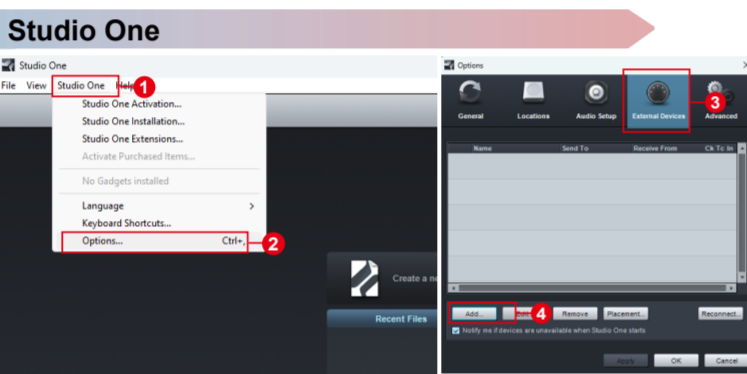 Studio One
Studio One
File View Studio One Help
1
Studio One Activation...
Studio One Installation...
Studio One Extensions...
Activate Purchased Items...
No Gadgets installed
Language >
Keyboard Shortcuts...
Options... Ctrl+,
2
Create a n
Recent Files
Options
General Locations Audio Setup External Devices Advanced
3
Name Send To Receive From Ck Tc In
Add... Remove Placement... Reconnect...
4
Notify me if devices are unavailable when Studio One starts
Apply OK Cancel